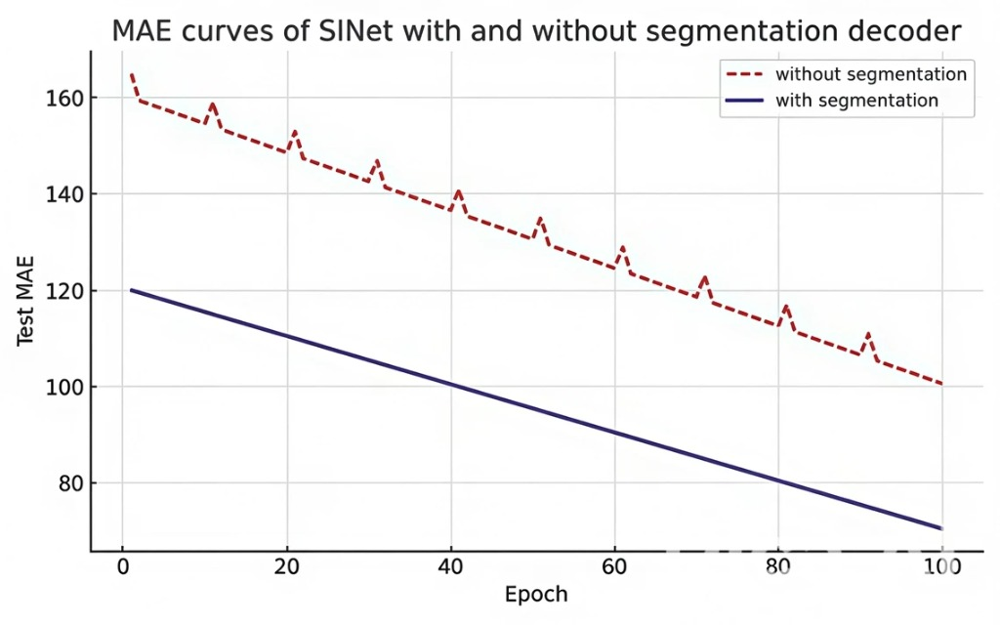 MAE curves of SINet with and without segmentation decoder
without segmentation
with segmentation
160
140
120
100
80
Test MAE
0 20 40 60 80 100
Epoch